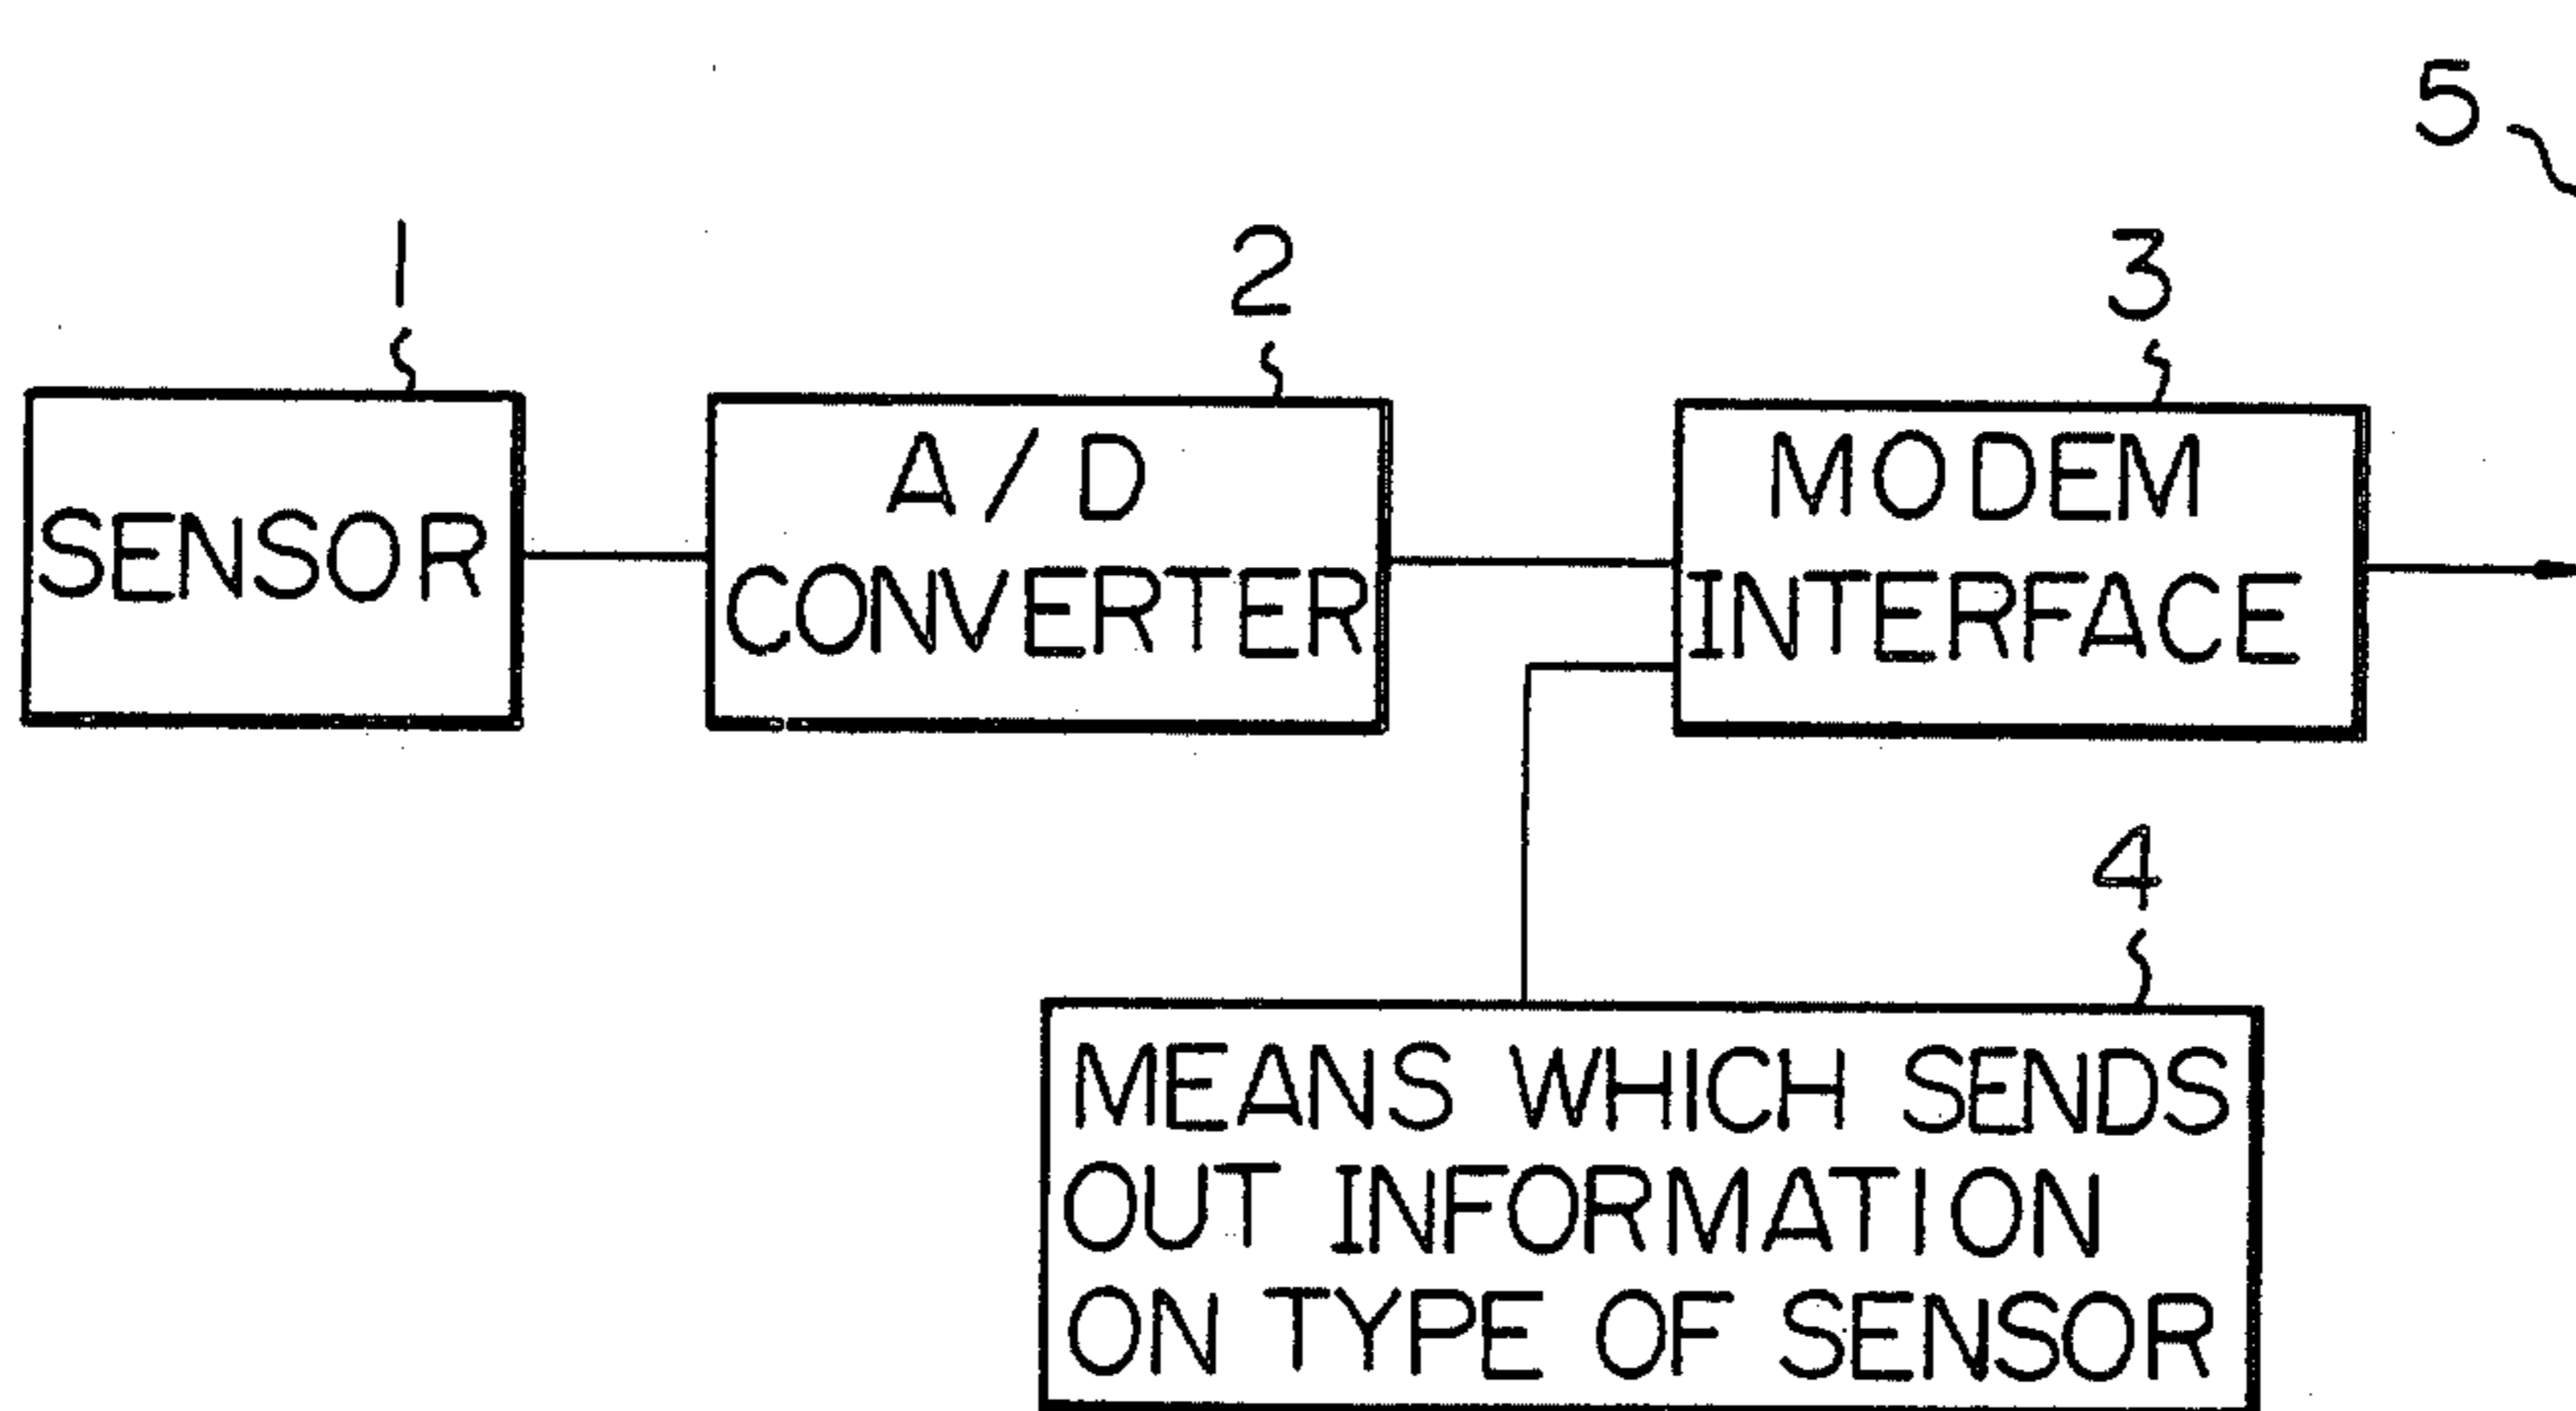 5
1
2
3
SENSOR
A/D
CONVERTER
MODEM
INTERFACE
4
MEANS WHICH SENDS
OUT INFORMATION
ON TYPE OF SENSOR